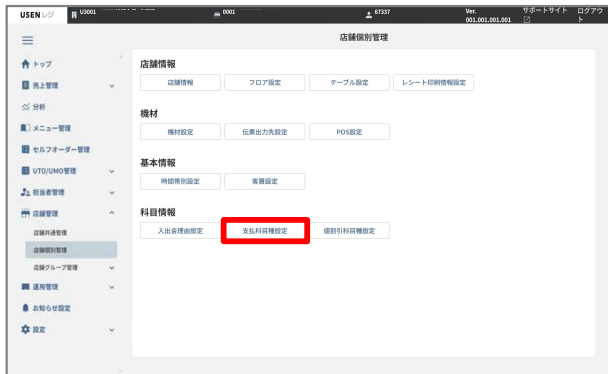 USEN レジ U3001 0001 67337 Ver. 001.001.001.001 サポートサイト ログアウト
店舗個別管理
トップ
売上管理
分析
メニュー管理
セルフオーダー管理
UTO/UMO管理
担当者管理
店舗管理
店舗共通管理
店舗個別管理
店舗グループ管理
運用管理
お知らせ設定
設定
店舗情報
店舗情報 フロア設定 テーブル設定 レシート印刷情報設定
機材
機材設定 伝票出力先設定 POS設定
基本情報
時間帯別設定 客層設定
科目情報
入出金理由設定 支払科目種設定 値割引科目種設定